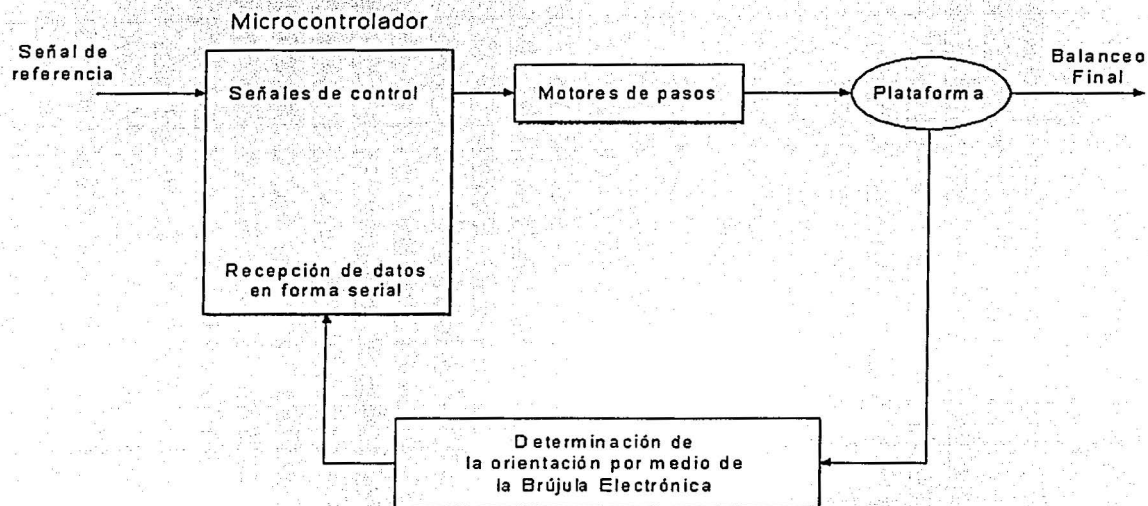 Microcontrolador
Señal de
referencia
Señales de control
Motores de pasos
Plataforma
Balanceo
Final
Recepción de datos
en forma serial
Determinación de
la orientación por medio de
la Brújula Electrónica